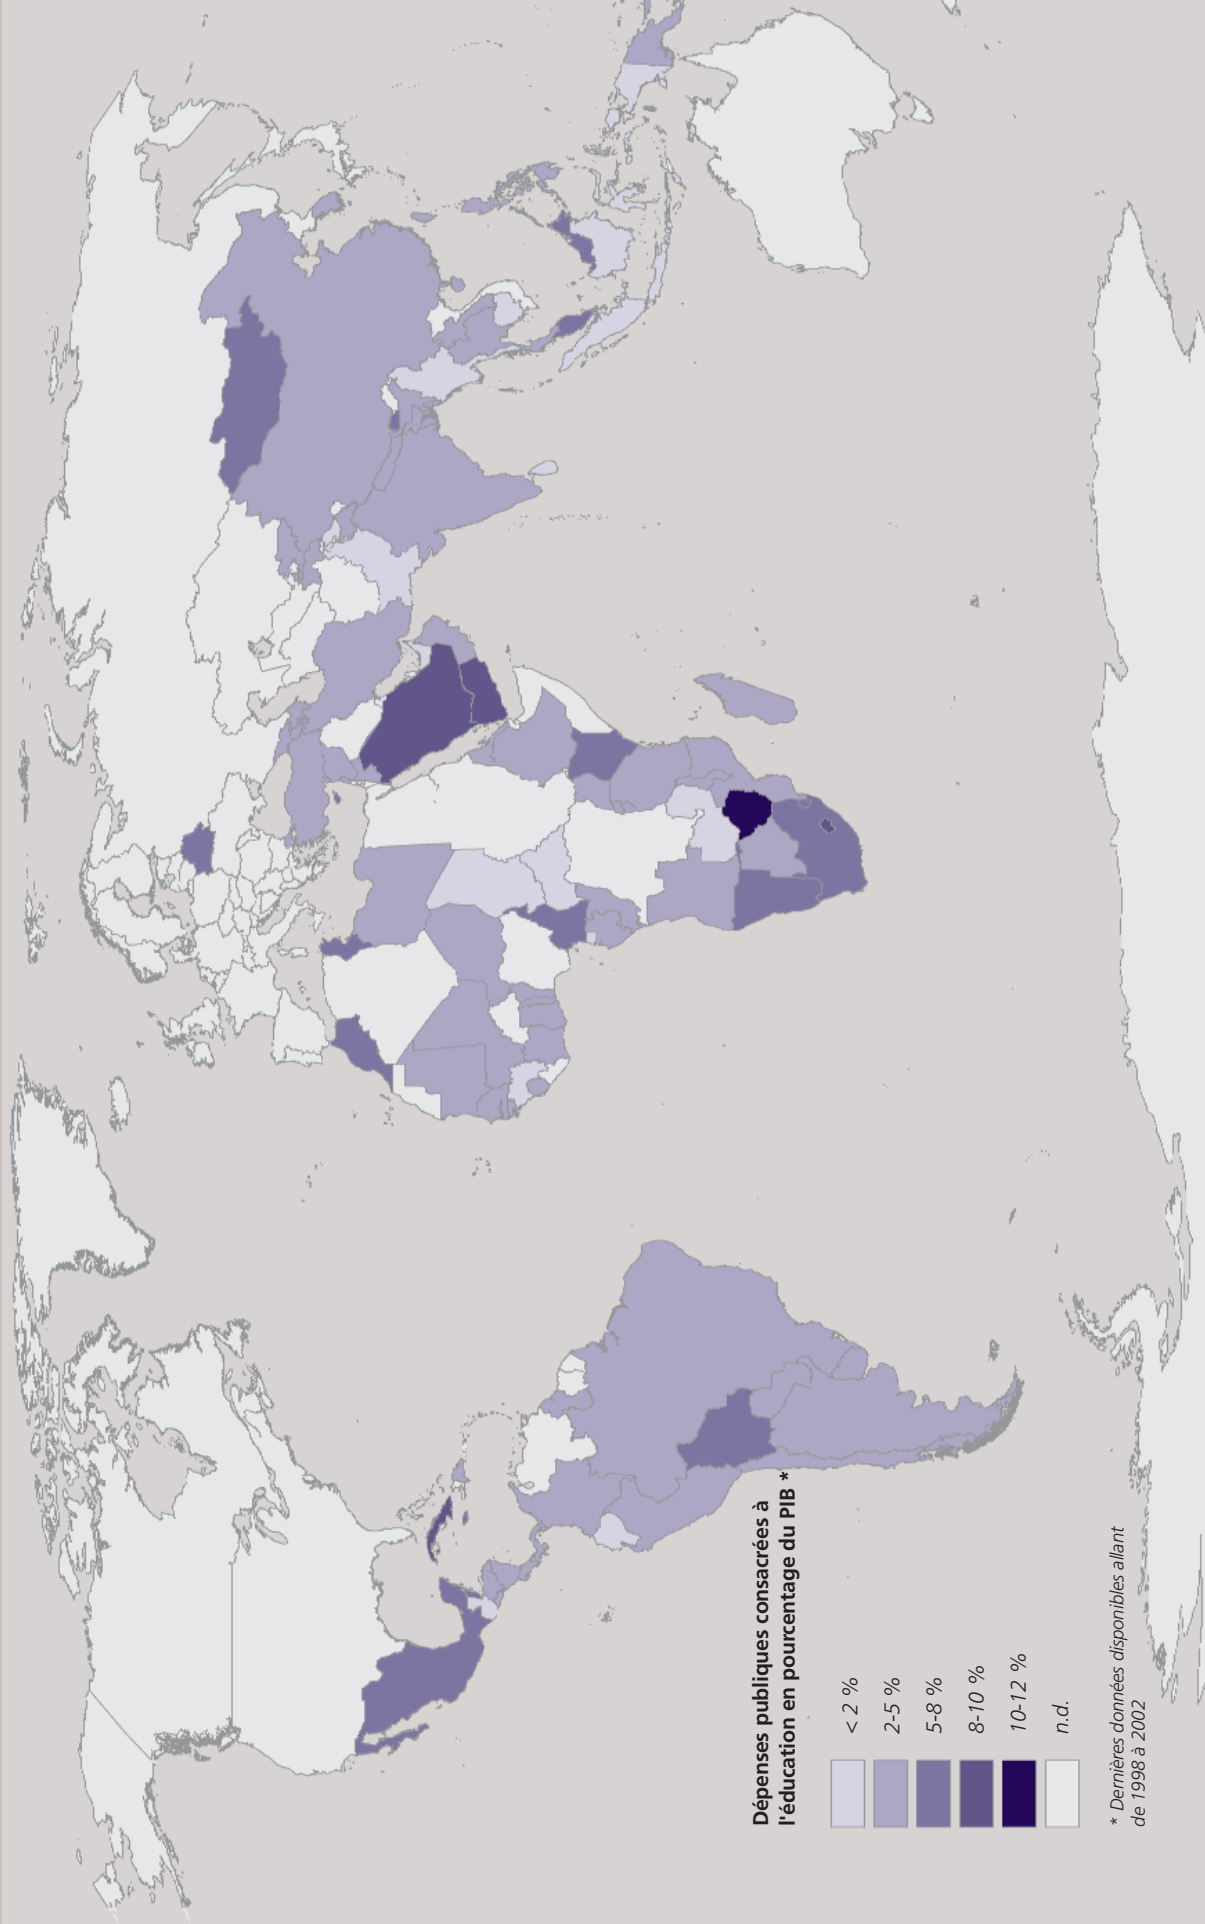 Dépenses publiques consacrées à
l'éducation en pourcentage du PIB *
< 2 %
2-5 %
5-8 %
8-10 %
10-12 %
n.d.
* Dernières données disponibles allant
de 1998 à 2002